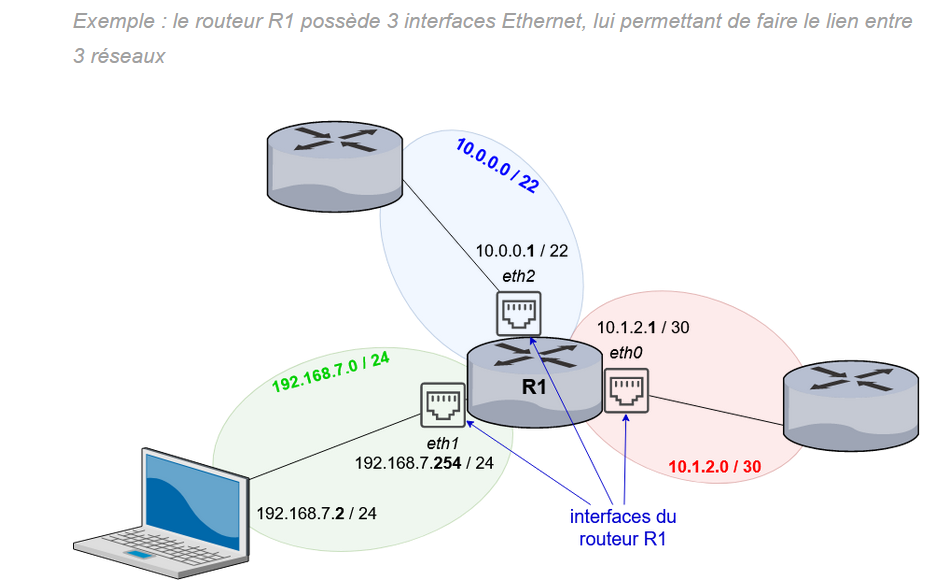 Exemple : le routeur R1 possède 3 interfaces Ethernet, lui permettant de faire le lien entre
3 réseaux
10.0.0.0 / 22
10.0.0.1 / 22
eth2
10.1.2.1 / 30
eth0
192.168.7.0 / 24
R1
eth1
192.168.7.254 / 24
10.1.2.0 / 30
192.168.7.2 / 24
interfaces du
routeur R1